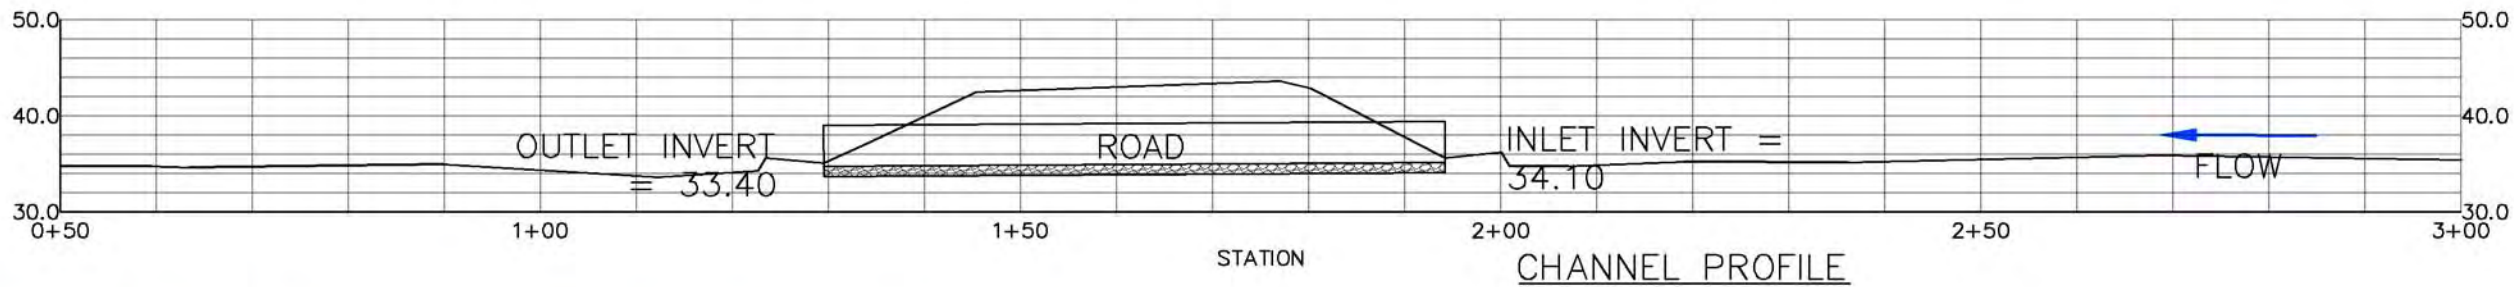 50.0
50.0
40.0
40.0
OUTLET INVERT
= 33.40
ROAD
INLET INVERT =
34.10
FLOW
30.0
30.0
0+50
1+00
1+50
2+00
2+50
3+00
STATION
CHANNEL PROFILE